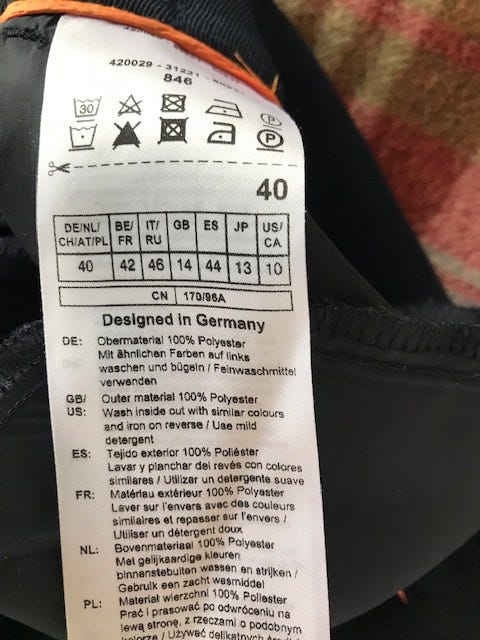 846
30
P
P
40
DE/NL/ CH/AT/PL BE/ FR IT/ RU GB ES JP US/ CA
40 42 46 14 44 13 10
CN 170/96A
Designed in Germany
DE: Obermaterial 100% Polyester
Mit ähnlichen Farben auf links
waschen und bügeln / Feinwaschmittel
verwenden
GB/ Outer material 100% Polyester
US: Wash inside out with similar colours
and iron on reverse / Use mild
detergent
ES: Tejido exterior 100% Poliéster
Lavar y planchar del revés con colores
similares / Utilizar un detergente suave
FR: Matériau extérieur 100% Polyester
Laver sur l'envers avec des couleurs
similaires et repasser sur l'envers /
Utiliser un détergent doux
NL: Bovenmateriaal 100% Polyester
Met gelijkaardige kleuren
binnenstebuiten wassen en strijken /
Gebruik een zacht wasmiddel
PL: Materiał wierzchni 100% Poliester
Prać i prasować po odwróceniu na
lewą stronę, z rzeczami o podobnym
kolorze / Używać delikatnych